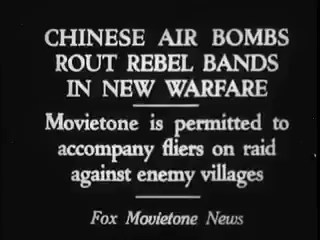 CHINESE AIR BOMBS
ROUT REBEL BANDS
IN NEW WARFARE
Movietone is permitted to
accompany fliers on raid
against enemy villages
Fox Movietone News